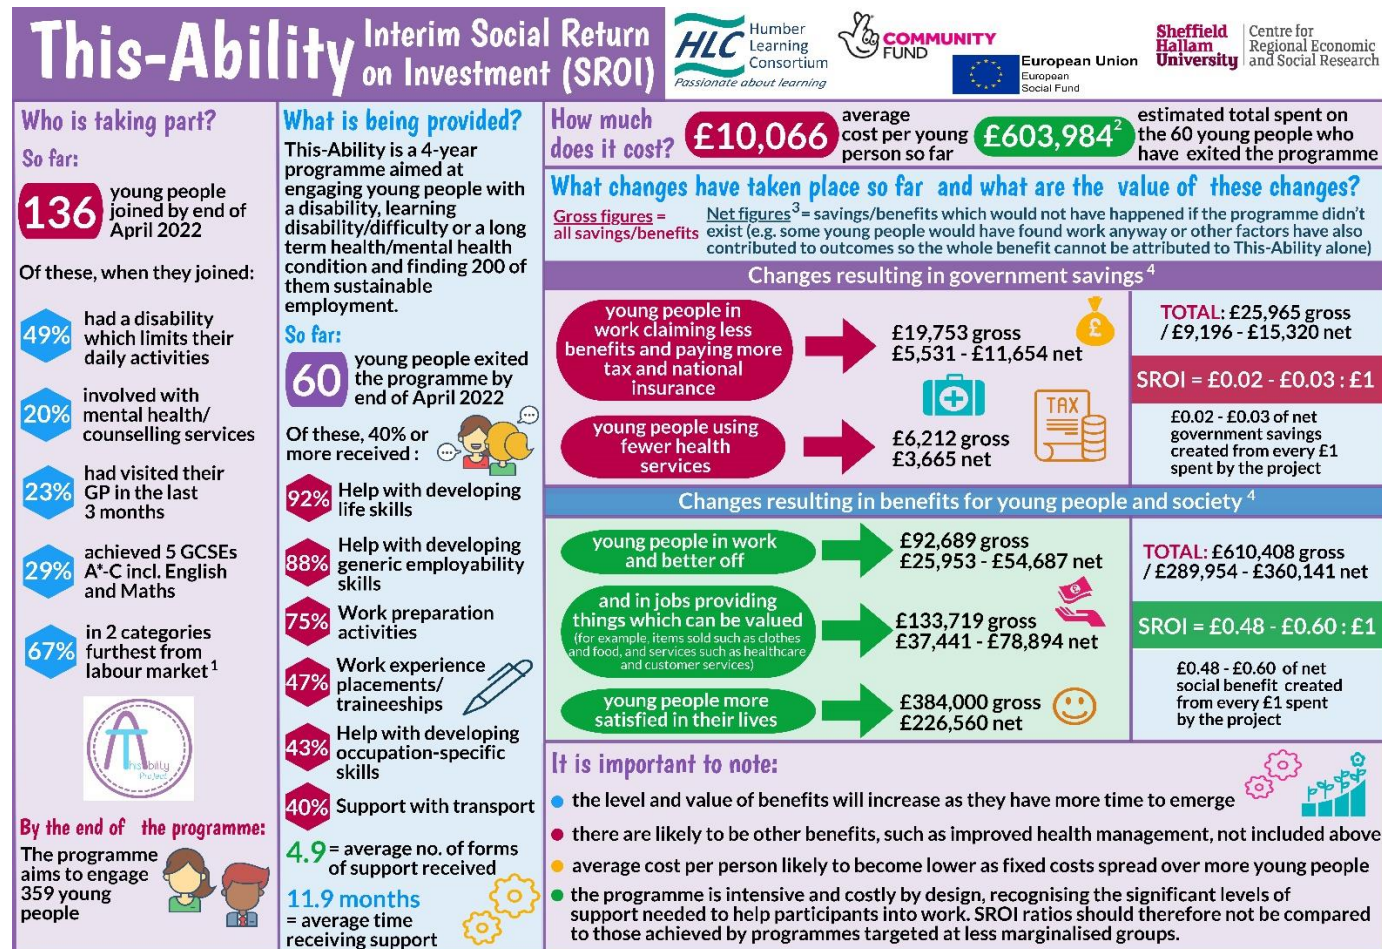 This-Ability
Interim Social Return
on Investment (SROI)
HLC
Humber
Learning
Consortium
Passionate about learning
COMMUNITY
FUND
European Union
European
Social Fund
Sheffield
Hallam
University
Centre for
Regional Economic
and Social Research
Who is taking part?
So far:
136
young people
joined by end of
April 2022
Of these, when they joined:
49%
had a disability
which limits their
daily activities
20%
involved with
mental health/
counselling services
23%
had visited their
GP in the last
3 months
29%
achieved 5 GCSEs
A*-C incl. English
and Maths
67%
in 2 categories
furthest from
labour market¹
ThisAbility
Project
By the end of the programme:
The programme
aims to engage
359 young
people
What is being provided?
This-Ability is a 4-year
programme aimed at
engaging young people with
a disability, learning
disability/difficulty or a long
term health/mental health
condition and finding 200 of
them sustainable
employment.
So far:
60
young people exited
the programme by
end of April 2022
Of these, 40% or
more received :
92%
Help with developing
life skills
88%
Help with developing
generic employability
skills
75%
Work preparation
activities
47%
Work experience
placements/
traineeships
43%
Help with developing
occupation-specific
skills
40%
Support with transport
4.9 = average no. of forms
of support received
11.9 months
= average time
receiving support
How much
does it cost?
£10,066
average
cost per young
person so far
£603,984²
estimated total spent on
the 60 young people who
have exited the programme
What changes have taken place so far and what are the value of these changes?
Gross figures =
all savings/benefits
Net figures³ = savings/benefits which would not have happened if the programme didn't
exist (e.g. some young people would have found work anyway or other factors have also
contributed to outcomes so the whole benefit cannot be attributed to This-Ability alone)
Changes resulting in government savings⁴
young people in
work claiming less
benefits and paying more
tax and national
insurance
£19,753 gross
£5,531 - £11,654 net
£
TAX
young people using
fewer health
services
£6,212 gross
£3,665 net
TOTAL: £25,965 gross
/ £9,196 - £15,320 net
SROI = £0.02 - £0.03 : £1
£0.02 - £0.03 of net
government savings
created from every £1
spent by the project
Changes resulting in benefits for young people and society⁴
young people in work
and better off
£92,689 gross
£25,953 - £54,687 net
and in jobs providing
things which can be valued
(for example, items sold such as clothes
and food, and services such as healthcare
and customer services)
£133,719 gross
£37,441 - £78,894 net
young people more
satisfied in their lives
£384,000 gross
£226,560 net
TOTAL: £610,408 gross
/ £289,954 - £360,141 net
SROI = £0.48 - £0.60 : £1
£0.48 - £0.60 of net
social benefit created
from every £1 spent
by the project
It is important to note:
the level and value of benefits will increase as they have more time to emerge
there are likely to be other benefits, such as improved health management, not included above
average cost per person likely to become lower as fixed costs spread over more young people
the programme is intensive and costly by design, recognising the significant levels of
support needed to help participants into work. SROI ratios should therefore not be compared
to those achieved by programmes targeted at less marginalised groups.